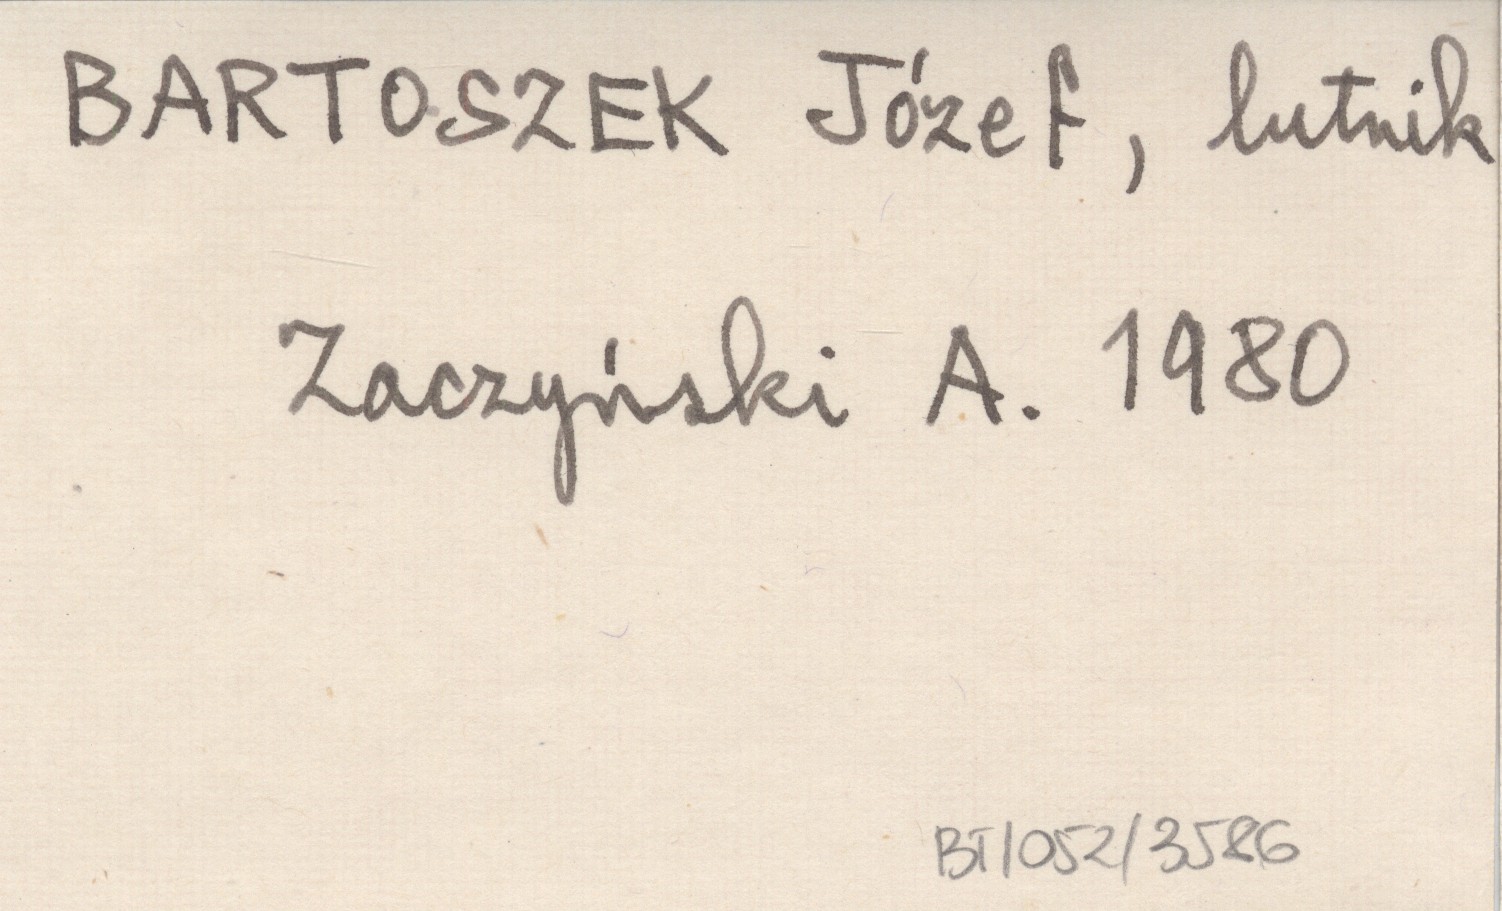 BARTOSZEK Józef, lutnik
Zaczyński A. 1980
BT/052/3586